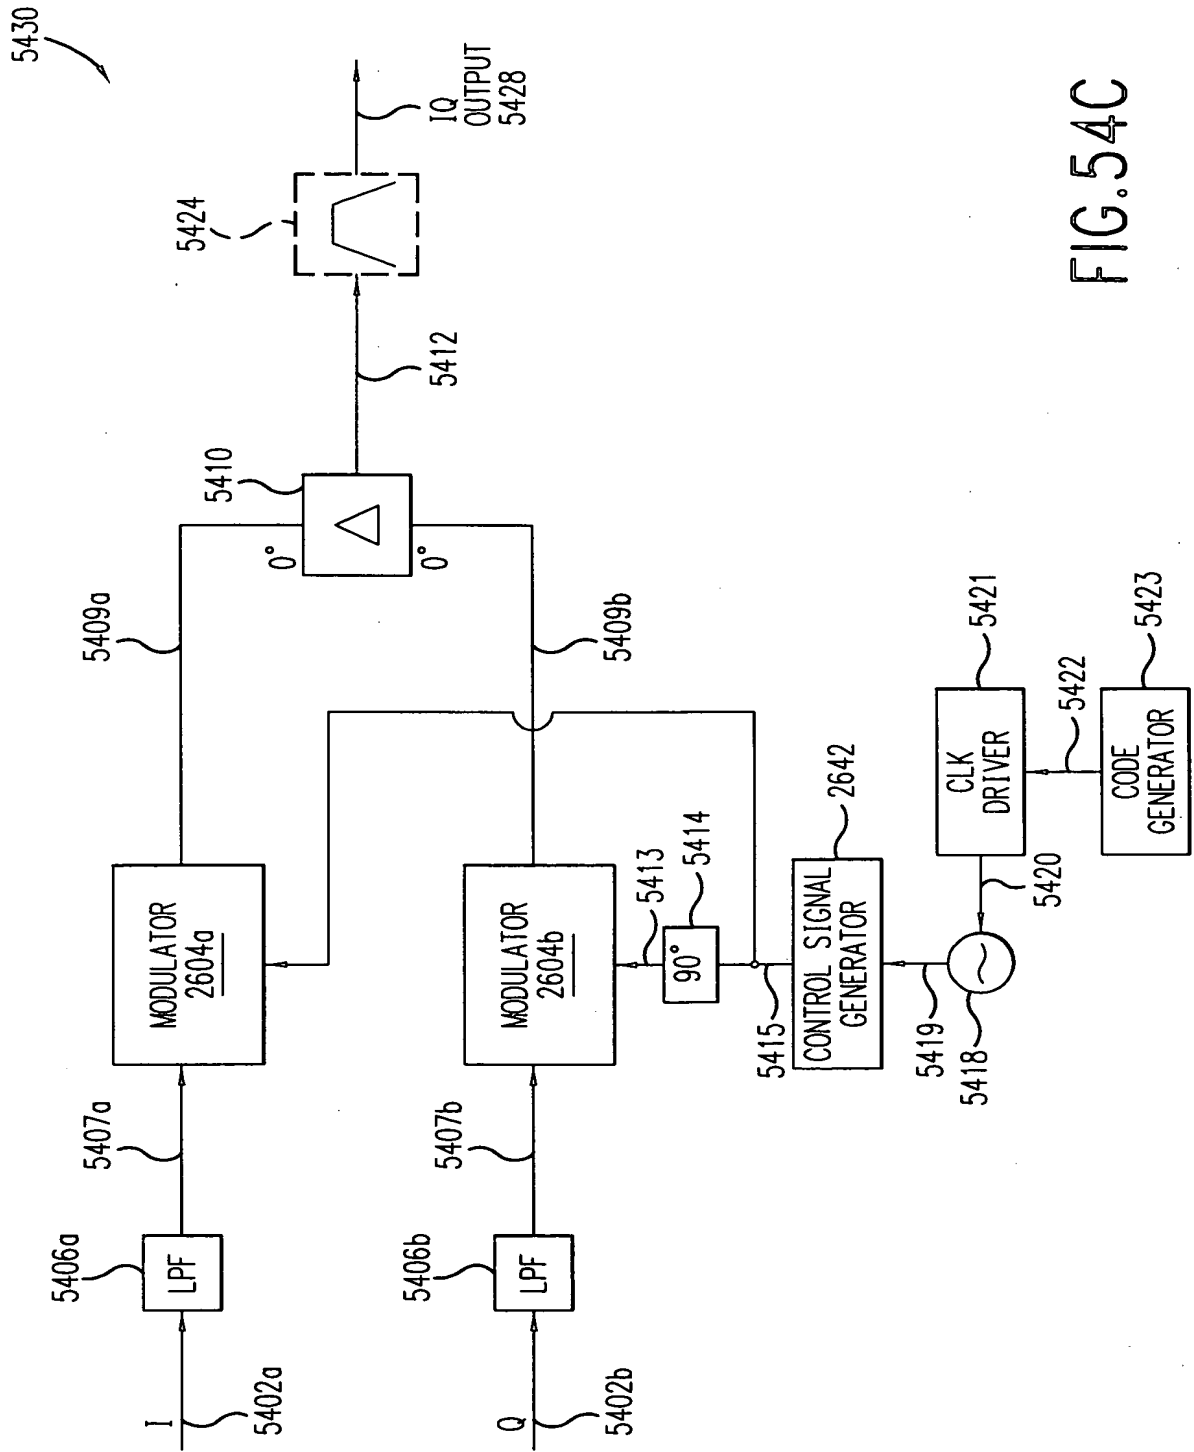 5430
I
5402a
5406a
LPF
5407a
MODULATOR
2604a
5409a
0°
0°
5410
5412
5424
IQ
OUTPUT
5428
Q
5402b
5406b
LPF
5407b
MODULATOR
2604b
5409b
5413
90°
5414
5415
CONTROL SIGNAL
GENERATOR
2642
5419
5418
5420
CLK
DRIVER
5421
5422
CODE
GENERATOR
5423
FIG.54C